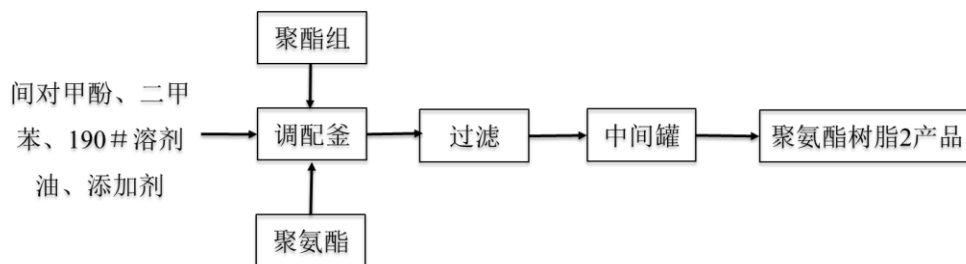 聚酯组
间对甲酚、二甲
苯、190＃溶剂
油、添加剂
调配釜
过滤
中间罐
聚氨酯树脂2产品
聚氨酯